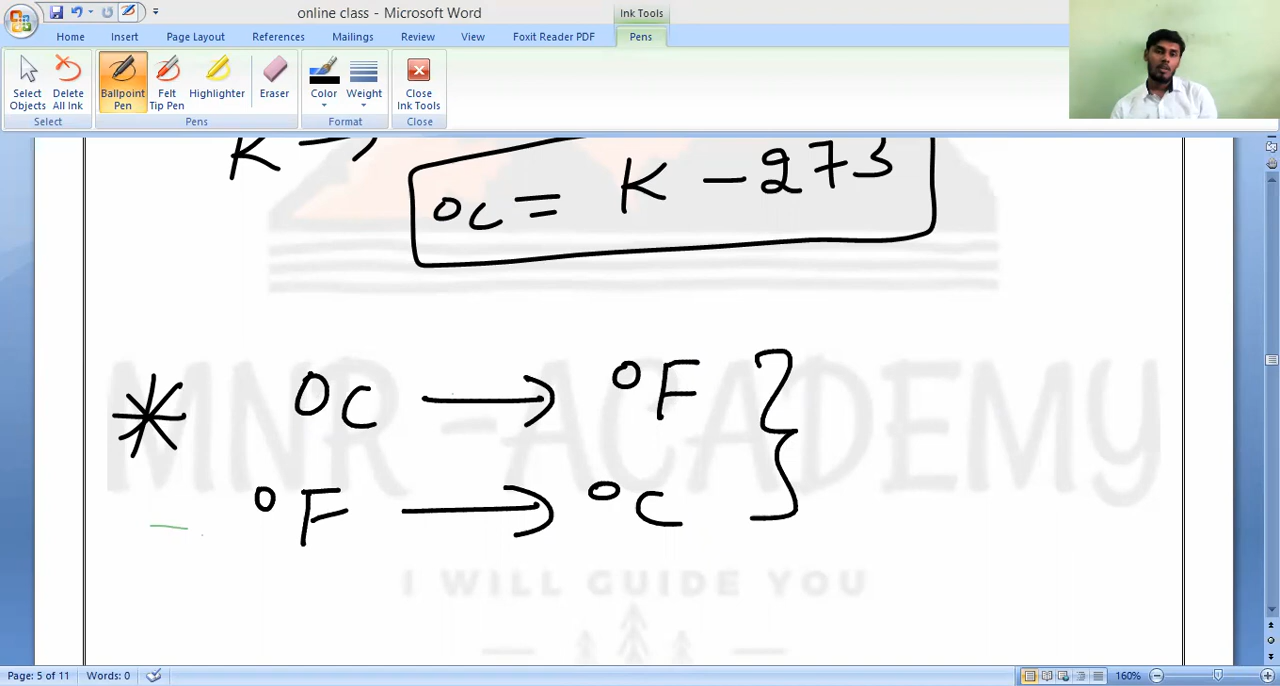 online class - Microsoft Word
Ink Tools
Home Insert Page Layout References Mailings Review View Foxit Reader PDF Pens
Select Objects
Delete All Ink
Ballpoint Pen
Felt Tip Pen
Highlighter
Eraser
Color
Weight
Close Ink Tools
Select Pens Format Close
K →
°C = K - 273
* °C → °F
°F → °C
MNR-ACADEMY
I WILL GUIDE YOU
Page: 5 of 11 Words: 0 160%